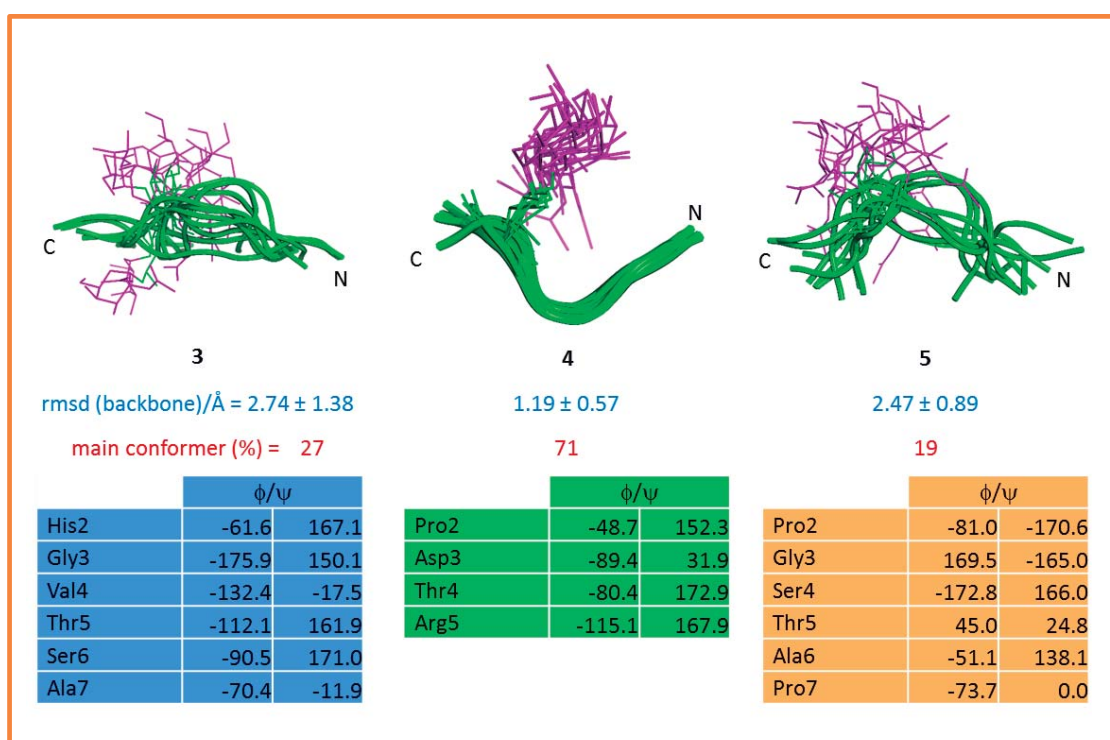 C N C N C N
3 4 5
rmsd (backbone)/Å = 2.74 ± 1.38 1.19 ± 0.57 2.47 ± 0.89
main conformer (%) = 27 71 19
ϕ/ψ ϕ/ψ ϕ/ψ
His2 -61.6 167.1 Pro2 -48.7 152.3 Pro2 -81.0 -170.6
Gly3 -175.9 150.1 Asp3 -89.4 31.9 Gly3 169.5 -165.0
Val4 -132.4 -17.5 Thr4 -80.4 172.9 Ser4 -172.8 166.0
Thr5 -112.1 161.9 Arg5 -115.1 167.9 Thr5 45.0 24.8
Ser6 -90.5 171.0 Ala6 -51.1 138.1
Ala7 -70.4 -11.9 Pro7 -73.7 0.0